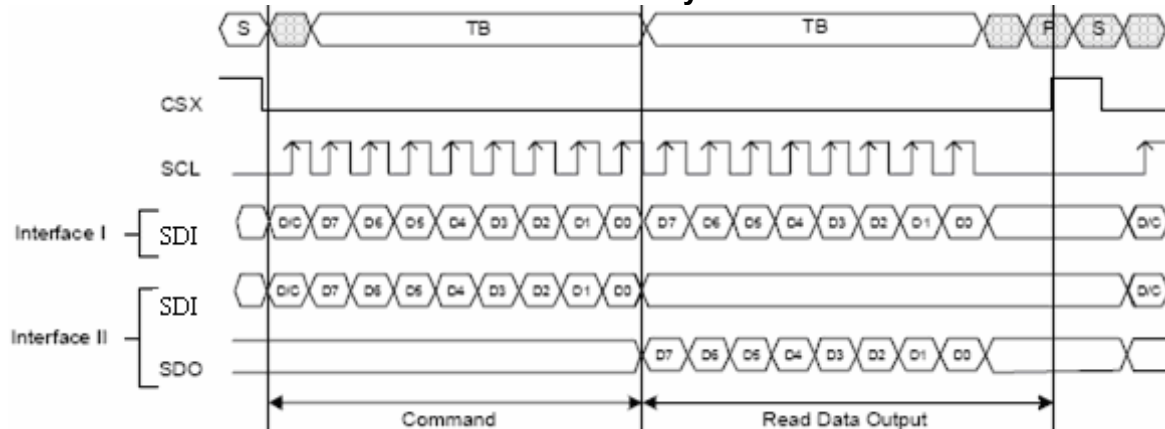 S TB TB P S
CSX
SCL
Interface I SDI D/C D7 D6 D5 D4 D3 D2 D1 D0 D7 D6 D5 D4 D3 D2 D1 D0 D/C
SDI D/C D7 D6 D5 D4 D3 D2 D1 D0 D/C
Interface II
SDO D7 D6 D5 D4 D3 D2 D1 D0
Command Read Data Output